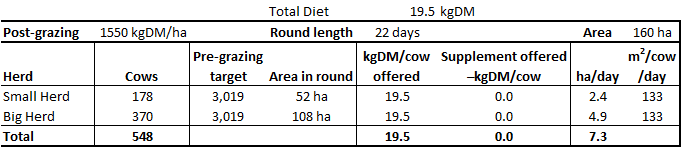 Total Diet 19.5 kgDM
Post-grazing 1550 kgDM/ha Round length 22 days Area 160 ha
Pre-grazing kgDM/cow Supplement offered m²/cow
Herd Cows target Area in round offered –kgDM/cow ha/day /day
Small Herd 178 3,019 52 ha 19.5 0.0 2.4 133
Big Herd 370 3,019 108 ha 19.5 0.0 4.9 133
Total 548 19.5 0.0 7.3